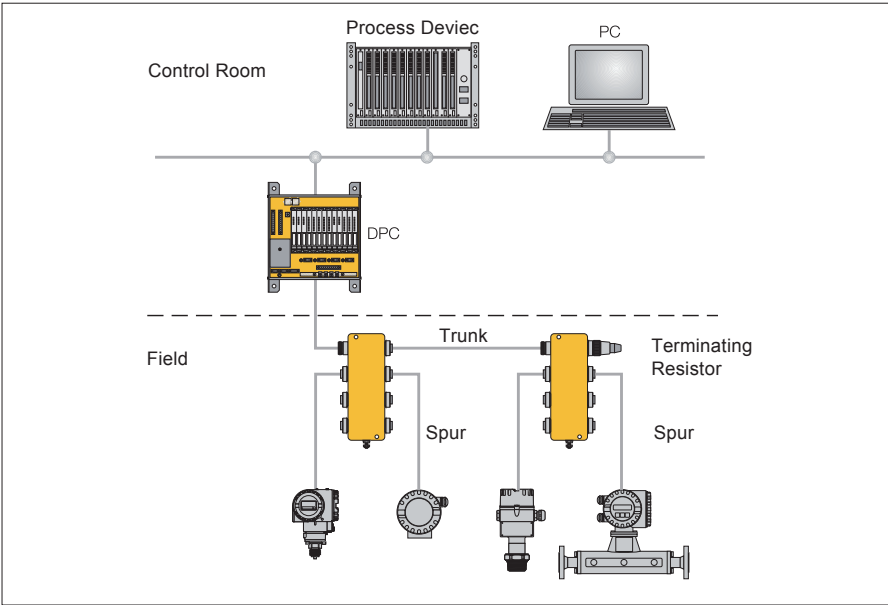 Process Deviec
PC
Control Room
DPC
Trunk
Field
Terminating
Resistor
Spur
Spur